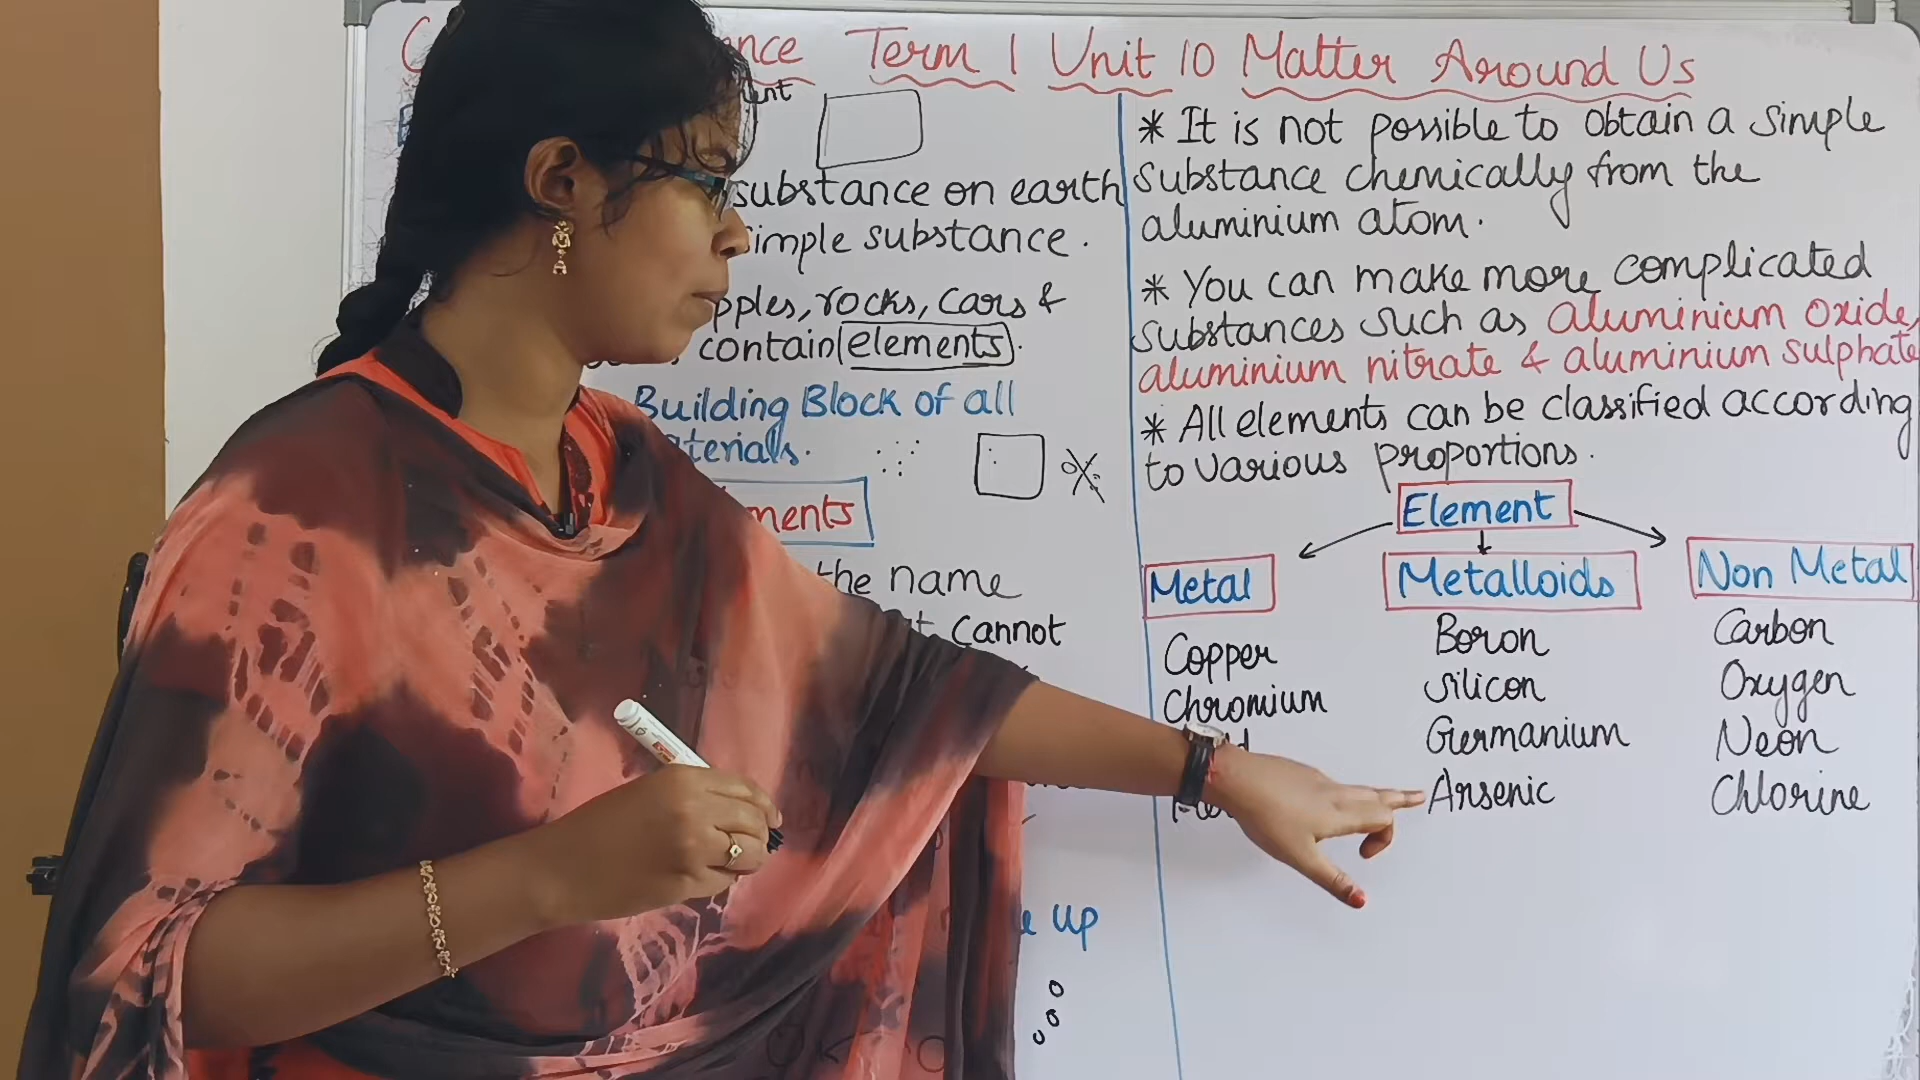 Term 1 Unit 10 Matter Around Us
substance on earth
simple substance.
rocks, cars &
contain elements.
Building Block of all
the name
cannot
up
* It is not possible to obtain a simple
substance chemically from the
aluminium atom.
* You can make more complicated
substances such as aluminium oxide,
aluminium nitrate & aluminium sulphate
* All elements can be classified according
to various proportions.
Element
Metal Metalloids Non Metal
Copper Boron Carbon
Chromium Silicon Oxygen
Germanium Neon
Arsenic Chlorine